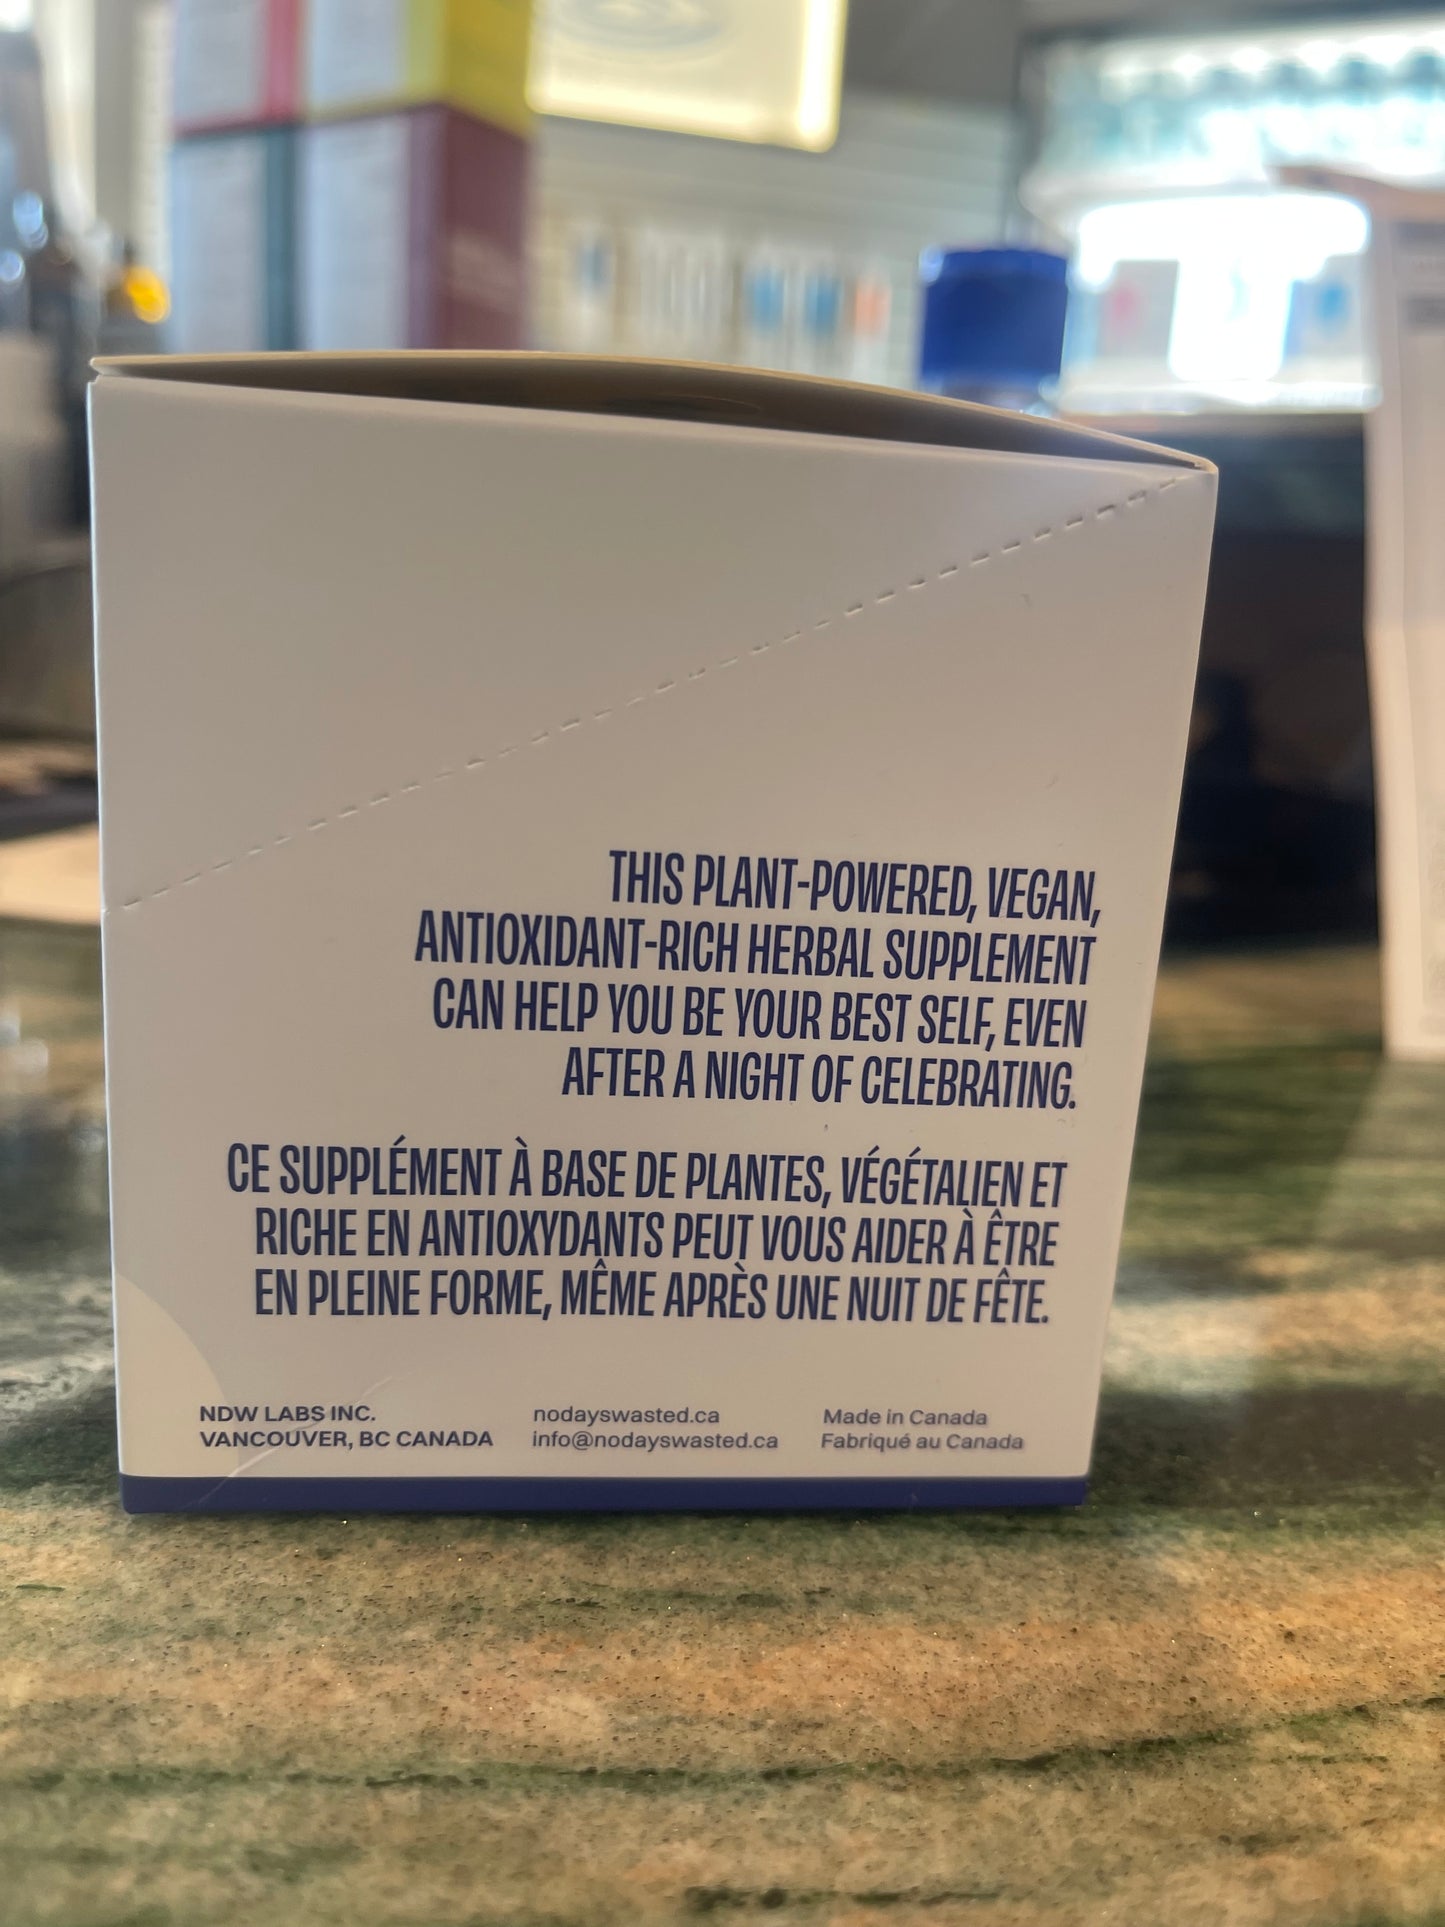 THIS PLANT-POWERED, VEGAN,
ANTIOXIDANT-RICH HERBAL SUPPLEMENT
CAN HELP YOU BE YOUR BEST SELF, EVEN
AFTER A NIGHT OF CELEBRATING.
CE SUPPLÉMENT À BASE DE PLANTES, VÉGÉTALIEN ET
RICHE EN ANTIOXYDANTS PEUT VOUS AIDER À ÊTRE
EN PLEINE FORME, MÊME APRÈS UNE NUIT DE FÊTE.
NDW LABS INC.
VANCOUVER, BC CANADA
nodayswasted.ca
info@nodayswasted.ca
Made in Canada
Fabriqué au Canada